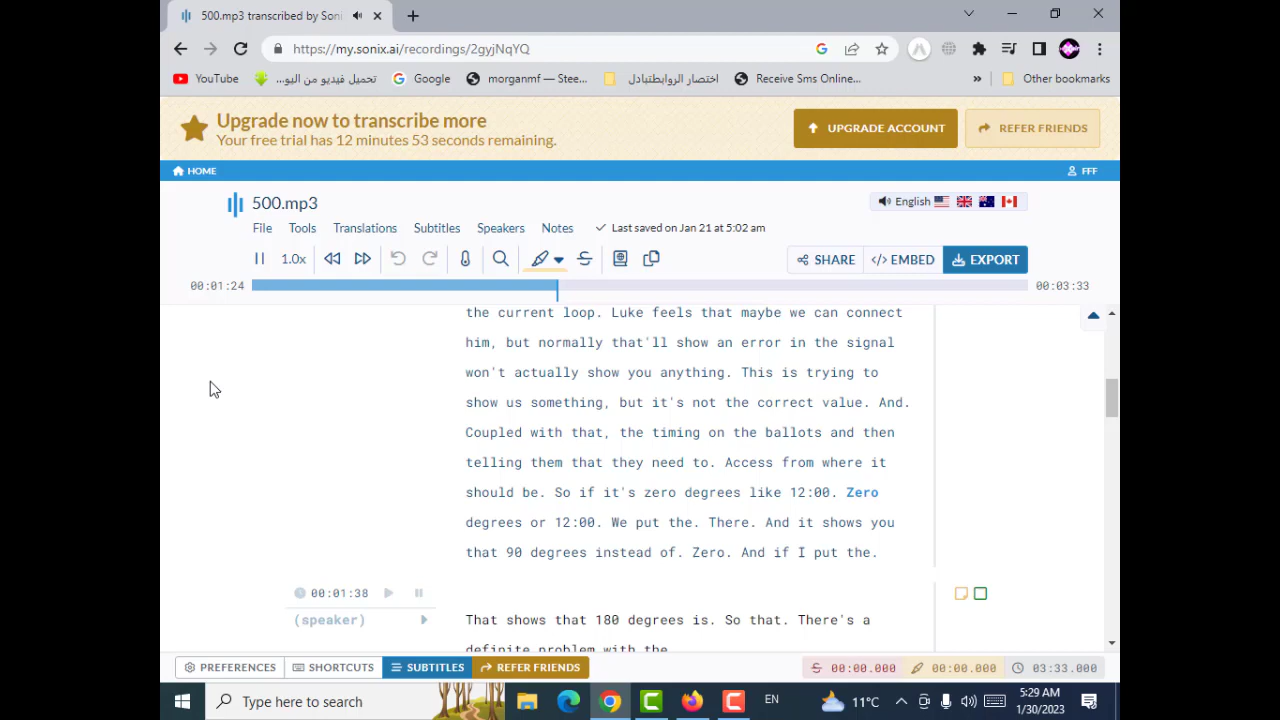 500.mp3 transcribed by Soni
https://my.sonix.ai/recordings/2gyjNqYQ
YouTube
تحميل فيديو من اليو...
Google
morganmf — Stee...
اختصار الروابطتبادل
Receive Sms Online...
»
Other bookmarks
Upgrade now to transcribe more
Your free trial has 12 minutes 53 seconds remaining.
UPGRADE ACCOUNT
REFER FRIENDS
HOME
FFF
500.mp3
English
File Tools Translations Subtitles Speakers Notes
Last saved on Jan 21 at 5:02 am
1.0x
SHARE
</> EMBED
EXPORT
00:01:24
00:03:33
the current loop. Luke feels that maybe we can connect
him, but normally that'll show an error in the signal
won't actually show you anything. This is trying to
show us something, but it's not the correct value. And.
Coupled with that, the timing on the ballots and then
telling them that they need to. Access from where it
should be. So if it's zero degrees like 12:00. Zero
degrees or 12:00. We put the. There. And it shows you
that 90 degrees instead of. Zero. And if I put the.
00:01:38
(speaker)
That shows that 180 degrees is. So that. There's a
definite problem with the
PREFERENCES
SHORTCUTS
SUBTITLES
REFER FRIENDS
00:00.000
00:00.000
03:33.000
Type here to search
11°C
EN
5:29 AM
1/30/2023